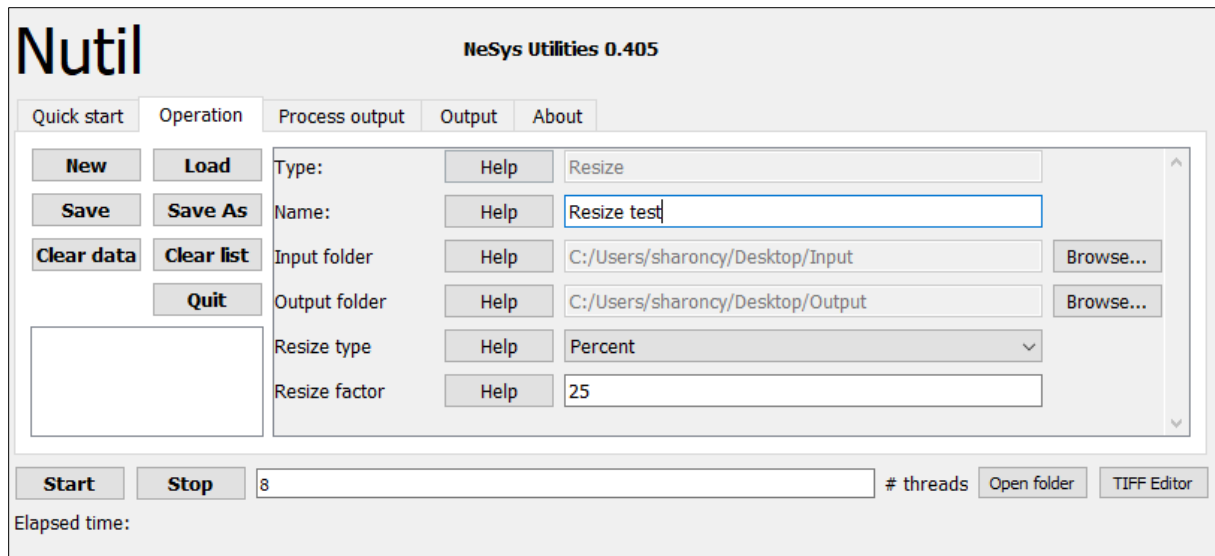 Nutil
NeSys Utilities 0.405
Quick start Operation Process output Output About
New Load Type: Help Resize
Save Save As Name: Help Resize test
Clear data Clear list Input folder Help C:/Users/sharoncy/Desktop/Input Browse...
Quit Output folder Help C:/Users/sharoncy/Desktop/Output Browse...
Resize type Help Percent
Resize factor Help 25
Start Stop 8 # threads Open folder TIFF Editor
Elapsed time: